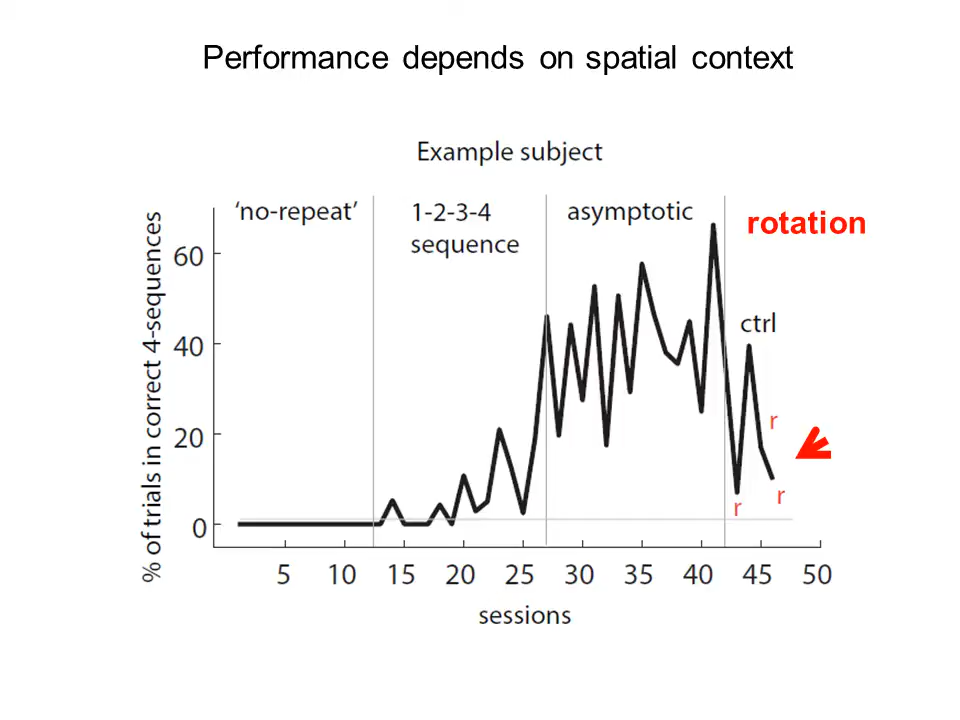 Performance depends on spatial context
Example subject
'no-repeat'
1-2-3-4
sequence
asymptotic
rotation
% of trials in correct 4-sequences
60
40
20
0
ctrl
r
r
r
5 10 15 20 25 30 35 40 45 50
sessions